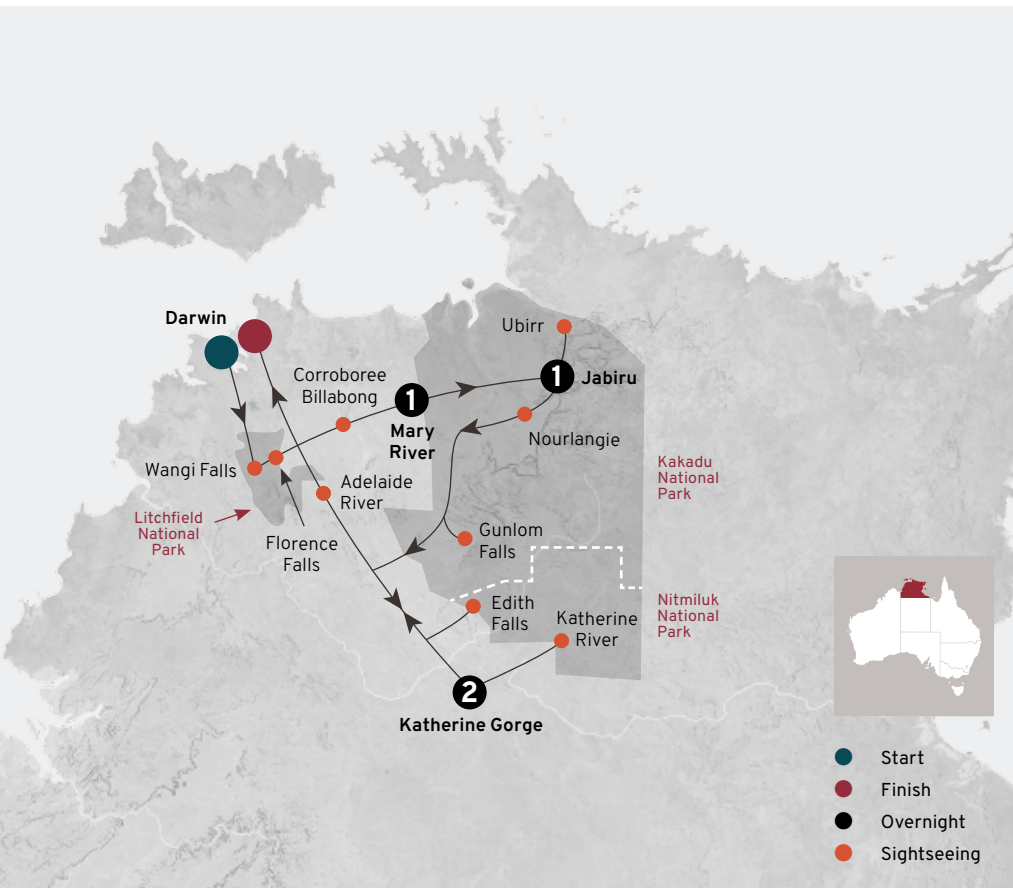 Darwin
Ubirr
Corroboree
Billabong
1
Jabiru
1
Mary
River
Nourlangie
Wangi Falls
Kakadu
National
Park
Adelaide
River
Litchfield
National
Park
Florence
Falls
Gunlom
Falls
Edith
Falls
Katherine
River
Nitmiluk
National
Park
2
Katherine Gorge
Start
Finish
Overnight
Sightseeing